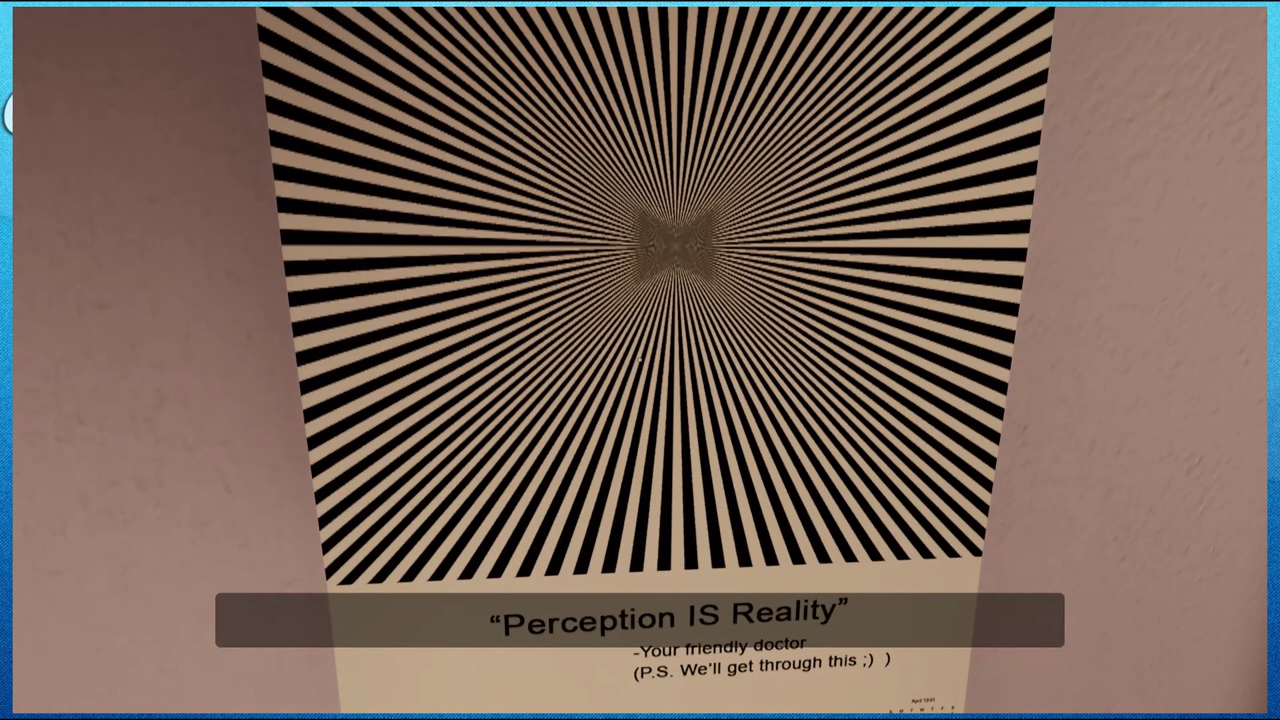 “Perception IS Reality”
-Your friendly doctor
(P.S. We'll get through this ;) )